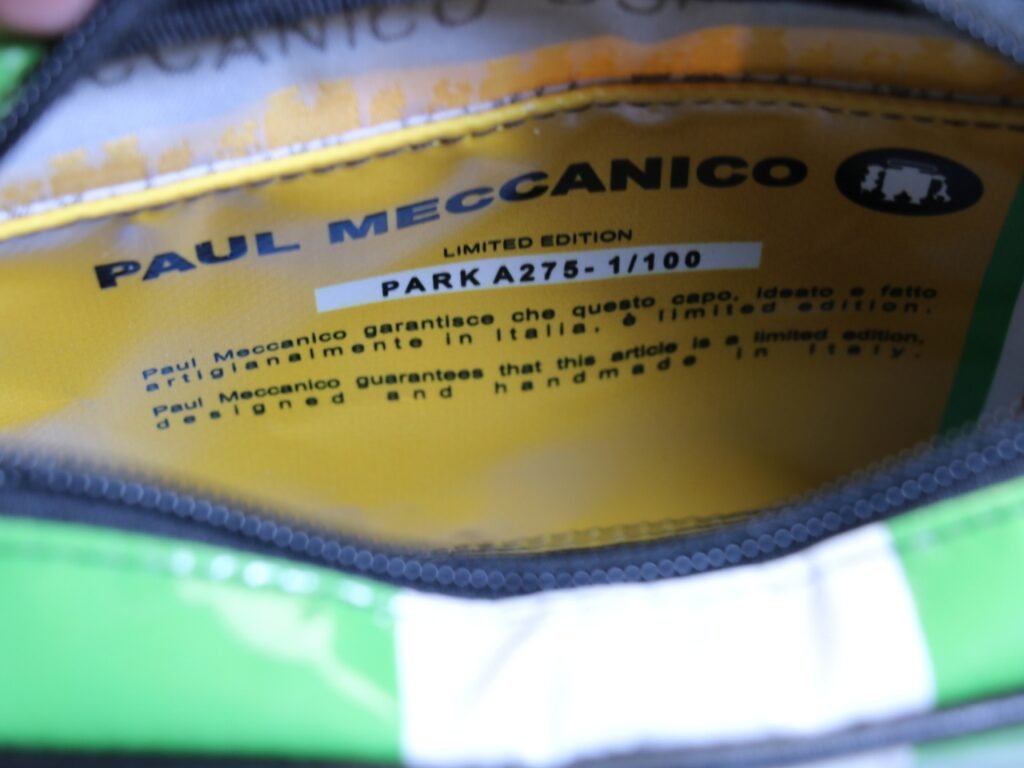 MECCANICO
PAUL MECCANICO
LIMITED EDITION
PARK A275- 1/100
Paul Meccanico garantisce che questo capo, ideato e fatto
artigianalmente in Italia, è limited edition.
Paul Meccanico guarantees that this article is a limited edition,
designed and handmade in Italy.